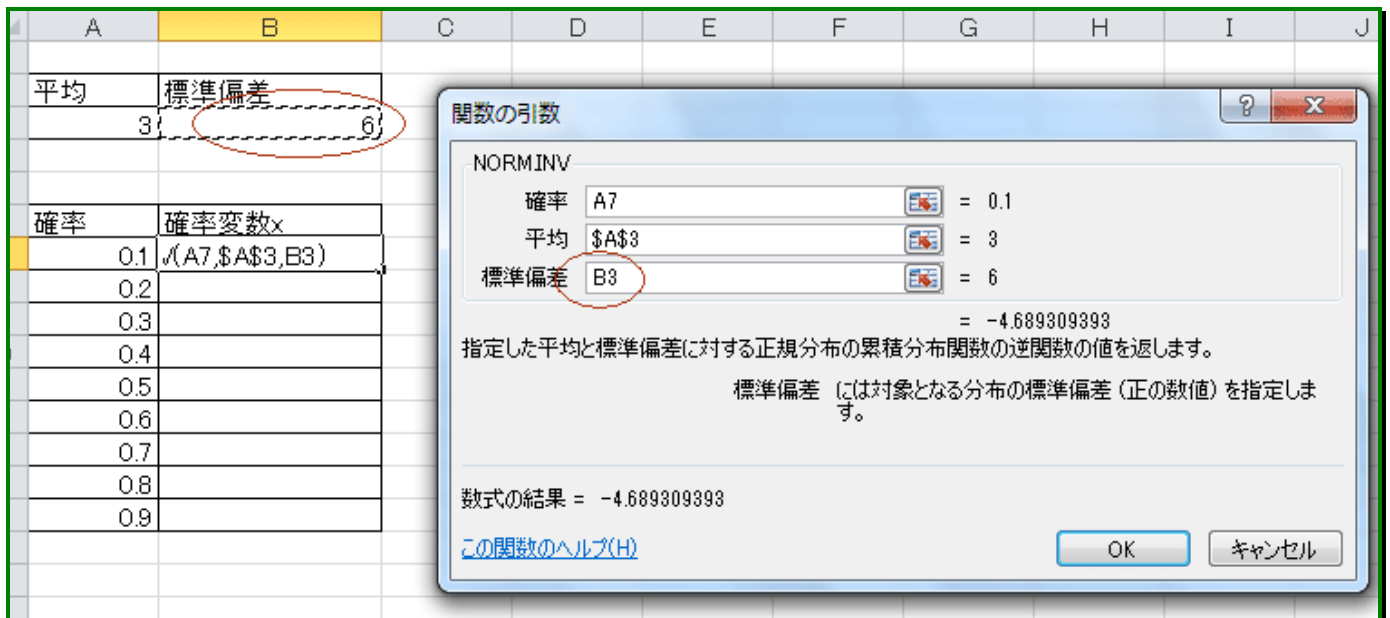 A B C D E F G H I J
平均 標準偏差
3 6
確率 確率変数x
0.1 /(A7,$A$3,B3)
0.2
0.3
0.4
0.5
0.6
0.7
0.8
0.9
関数の引数
NORMINV
確率 A7 = 0.1
平均 $A$3 = 3
標準偏差 B3 = 6
= -4.689309393
指定した平均と標準偏差に対する正規分布の累積分布関数の逆関数の値を返します。
標準偏差 には対象となる分布の標準偏差 (正の数値) を指定しま
す。
数式の結果 = -4.689309393
この関数のヘルプ(H)
OK キャンセル